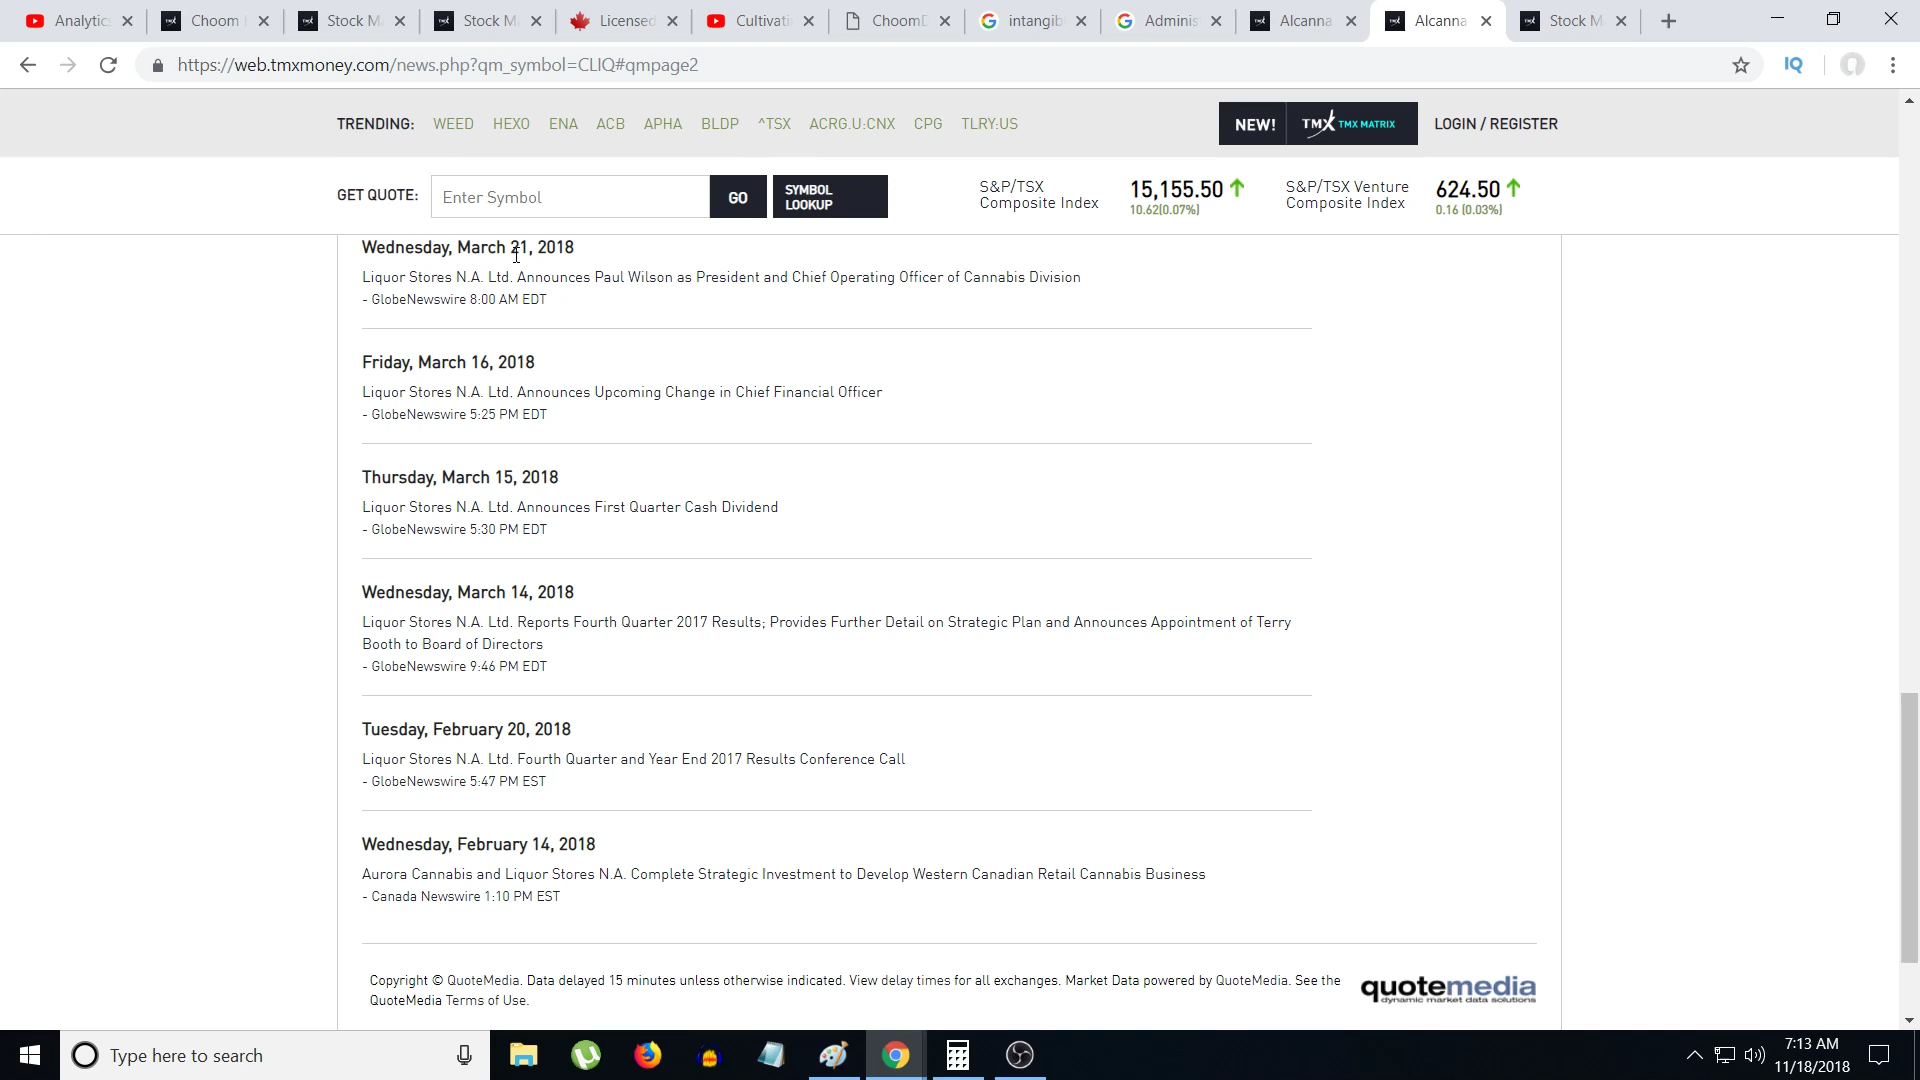 Analytic
Choom
Stock M
Stock M
Licensed
Cultivati
ChoomD
intangib
Adminis
Alcanna
Alcanna
Stock M
https://web.tmxmoney.com/news.php?qm_symbol=CLIQ#qmpage2
IQ
TRENDING: WEED HEXO ENA ACB APHA BLDP ^TSX ACRG.U:CNX CPG TLRY:US
NEW! TMX TMX MATRIX
LOGIN / REGISTER
GET QUOTE: Enter Symbol GO
SYMBOL
LOOKUP
S&P/TSX
Composite Index
15,155.50
10.62(0.07%)
S&P/TSX Venture
Composite Index
624.50
0.16 (0.03%)
Wednesday, March 21, 2018
Liquor Stores N.A. Ltd. Announces Paul Wilson as President and Chief Operating Officer of Cannabis Division
- GlobeNewswire 8:00 AM EDT
Friday, March 16, 2018
Liquor Stores N.A. Ltd. Announces Upcoming Change in Chief Financial Officer
- GlobeNewswire 5:25 PM EDT
Thursday, March 15, 2018
Liquor Stores N.A. Ltd. Announces First Quarter Cash Dividend
- GlobeNewswire 5:30 PM EDT
Wednesday, March 14, 2018
Liquor Stores N.A. Ltd. Reports Fourth Quarter 2017 Results; Provides Further Detail on Strategic Plan and Announces Appointment of Terry
Booth to Board of Directors
- GlobeNewswire 9:46 PM EDT
Tuesday, February 20, 2018
Liquor Stores N.A. Ltd. Fourth Quarter and Year End 2017 Results Conference Call
- GlobeNewswire 5:47 PM EST
Wednesday, February 14, 2018
Aurora Cannabis and Liquor Stores N.A. Complete Strategic Investment to Develop Western Canadian Retail Cannabis Business
- Canada Newswire 1:10 PM EST
Copyright © QuoteMedia. Data delayed 15 minutes unless otherwise indicated. View delay times for all exchanges. Market Data powered by QuoteMedia. See the
QuoteMedia Terms of Use.
quotemedia
dynamic market data solutions
Type here to search
7:13 AM
11/18/2018